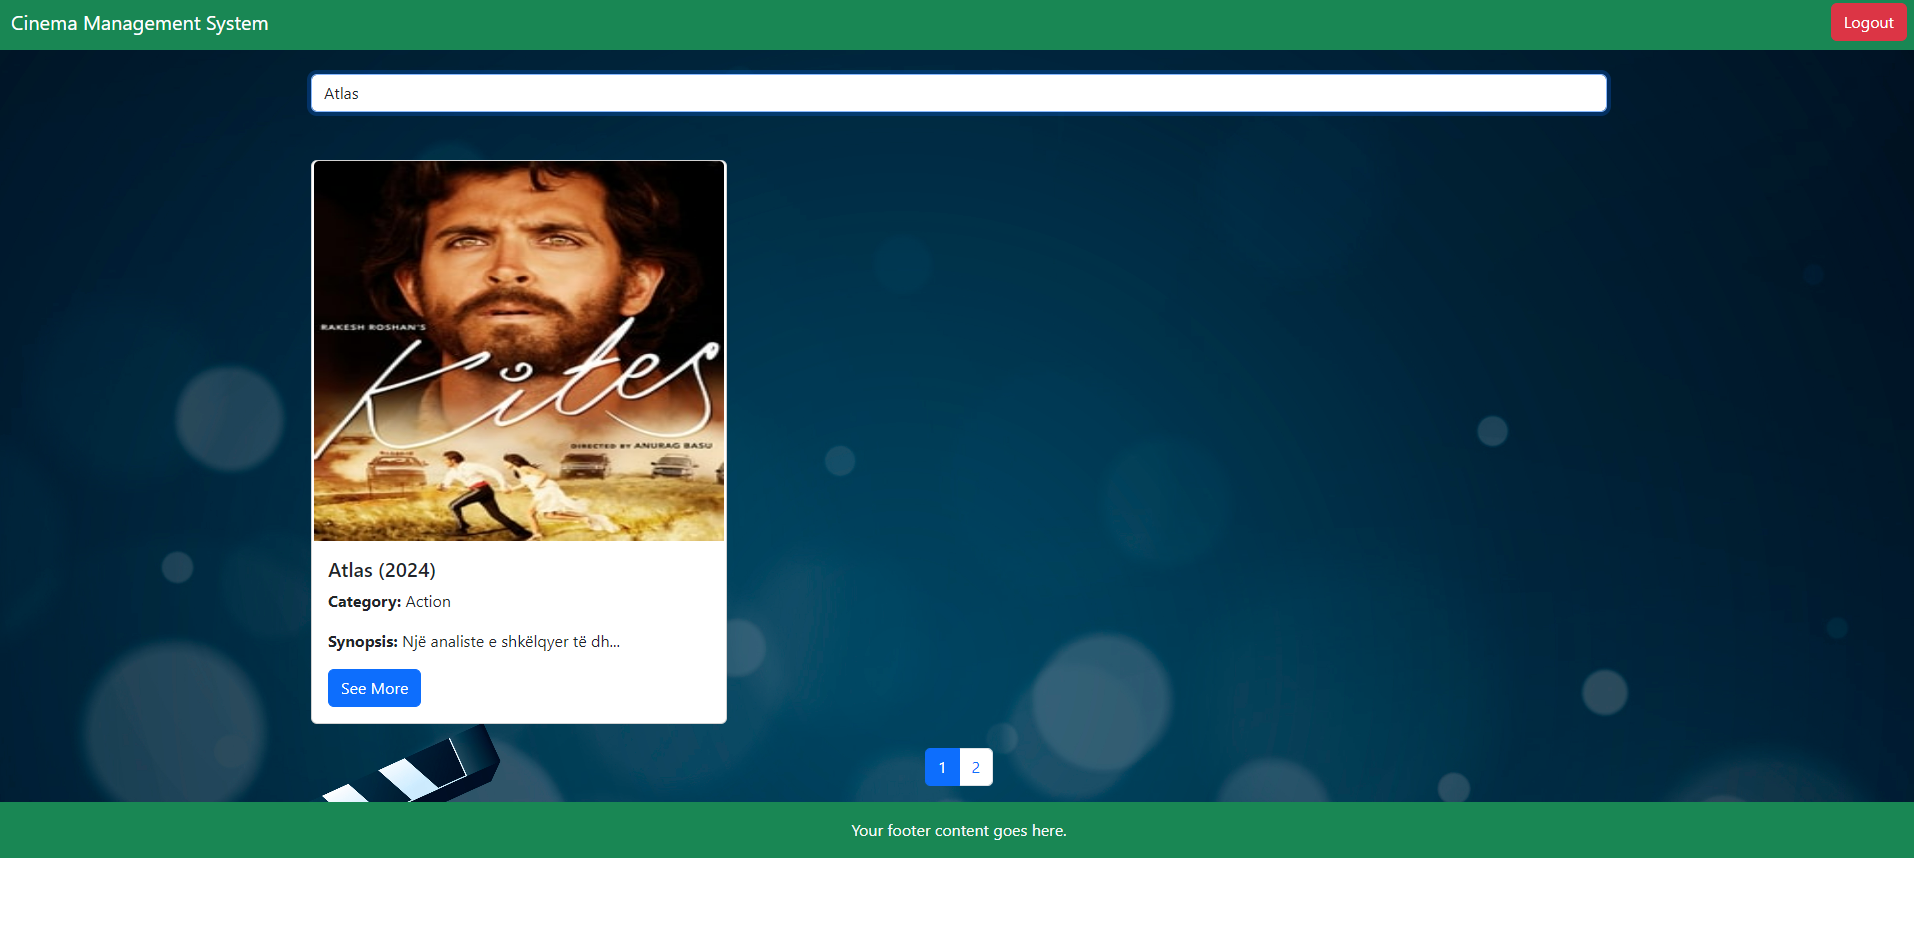 Cinema Management System
Logout
Atlas
RAKESH ROSHAN'S
Kites
DIRECTED BY ANURAG BASU
Atlas (2024)
Category: Action
Synopsis: Një analiste e shkëlqyer të dh...
See More
1 2
Your footer content goes here.